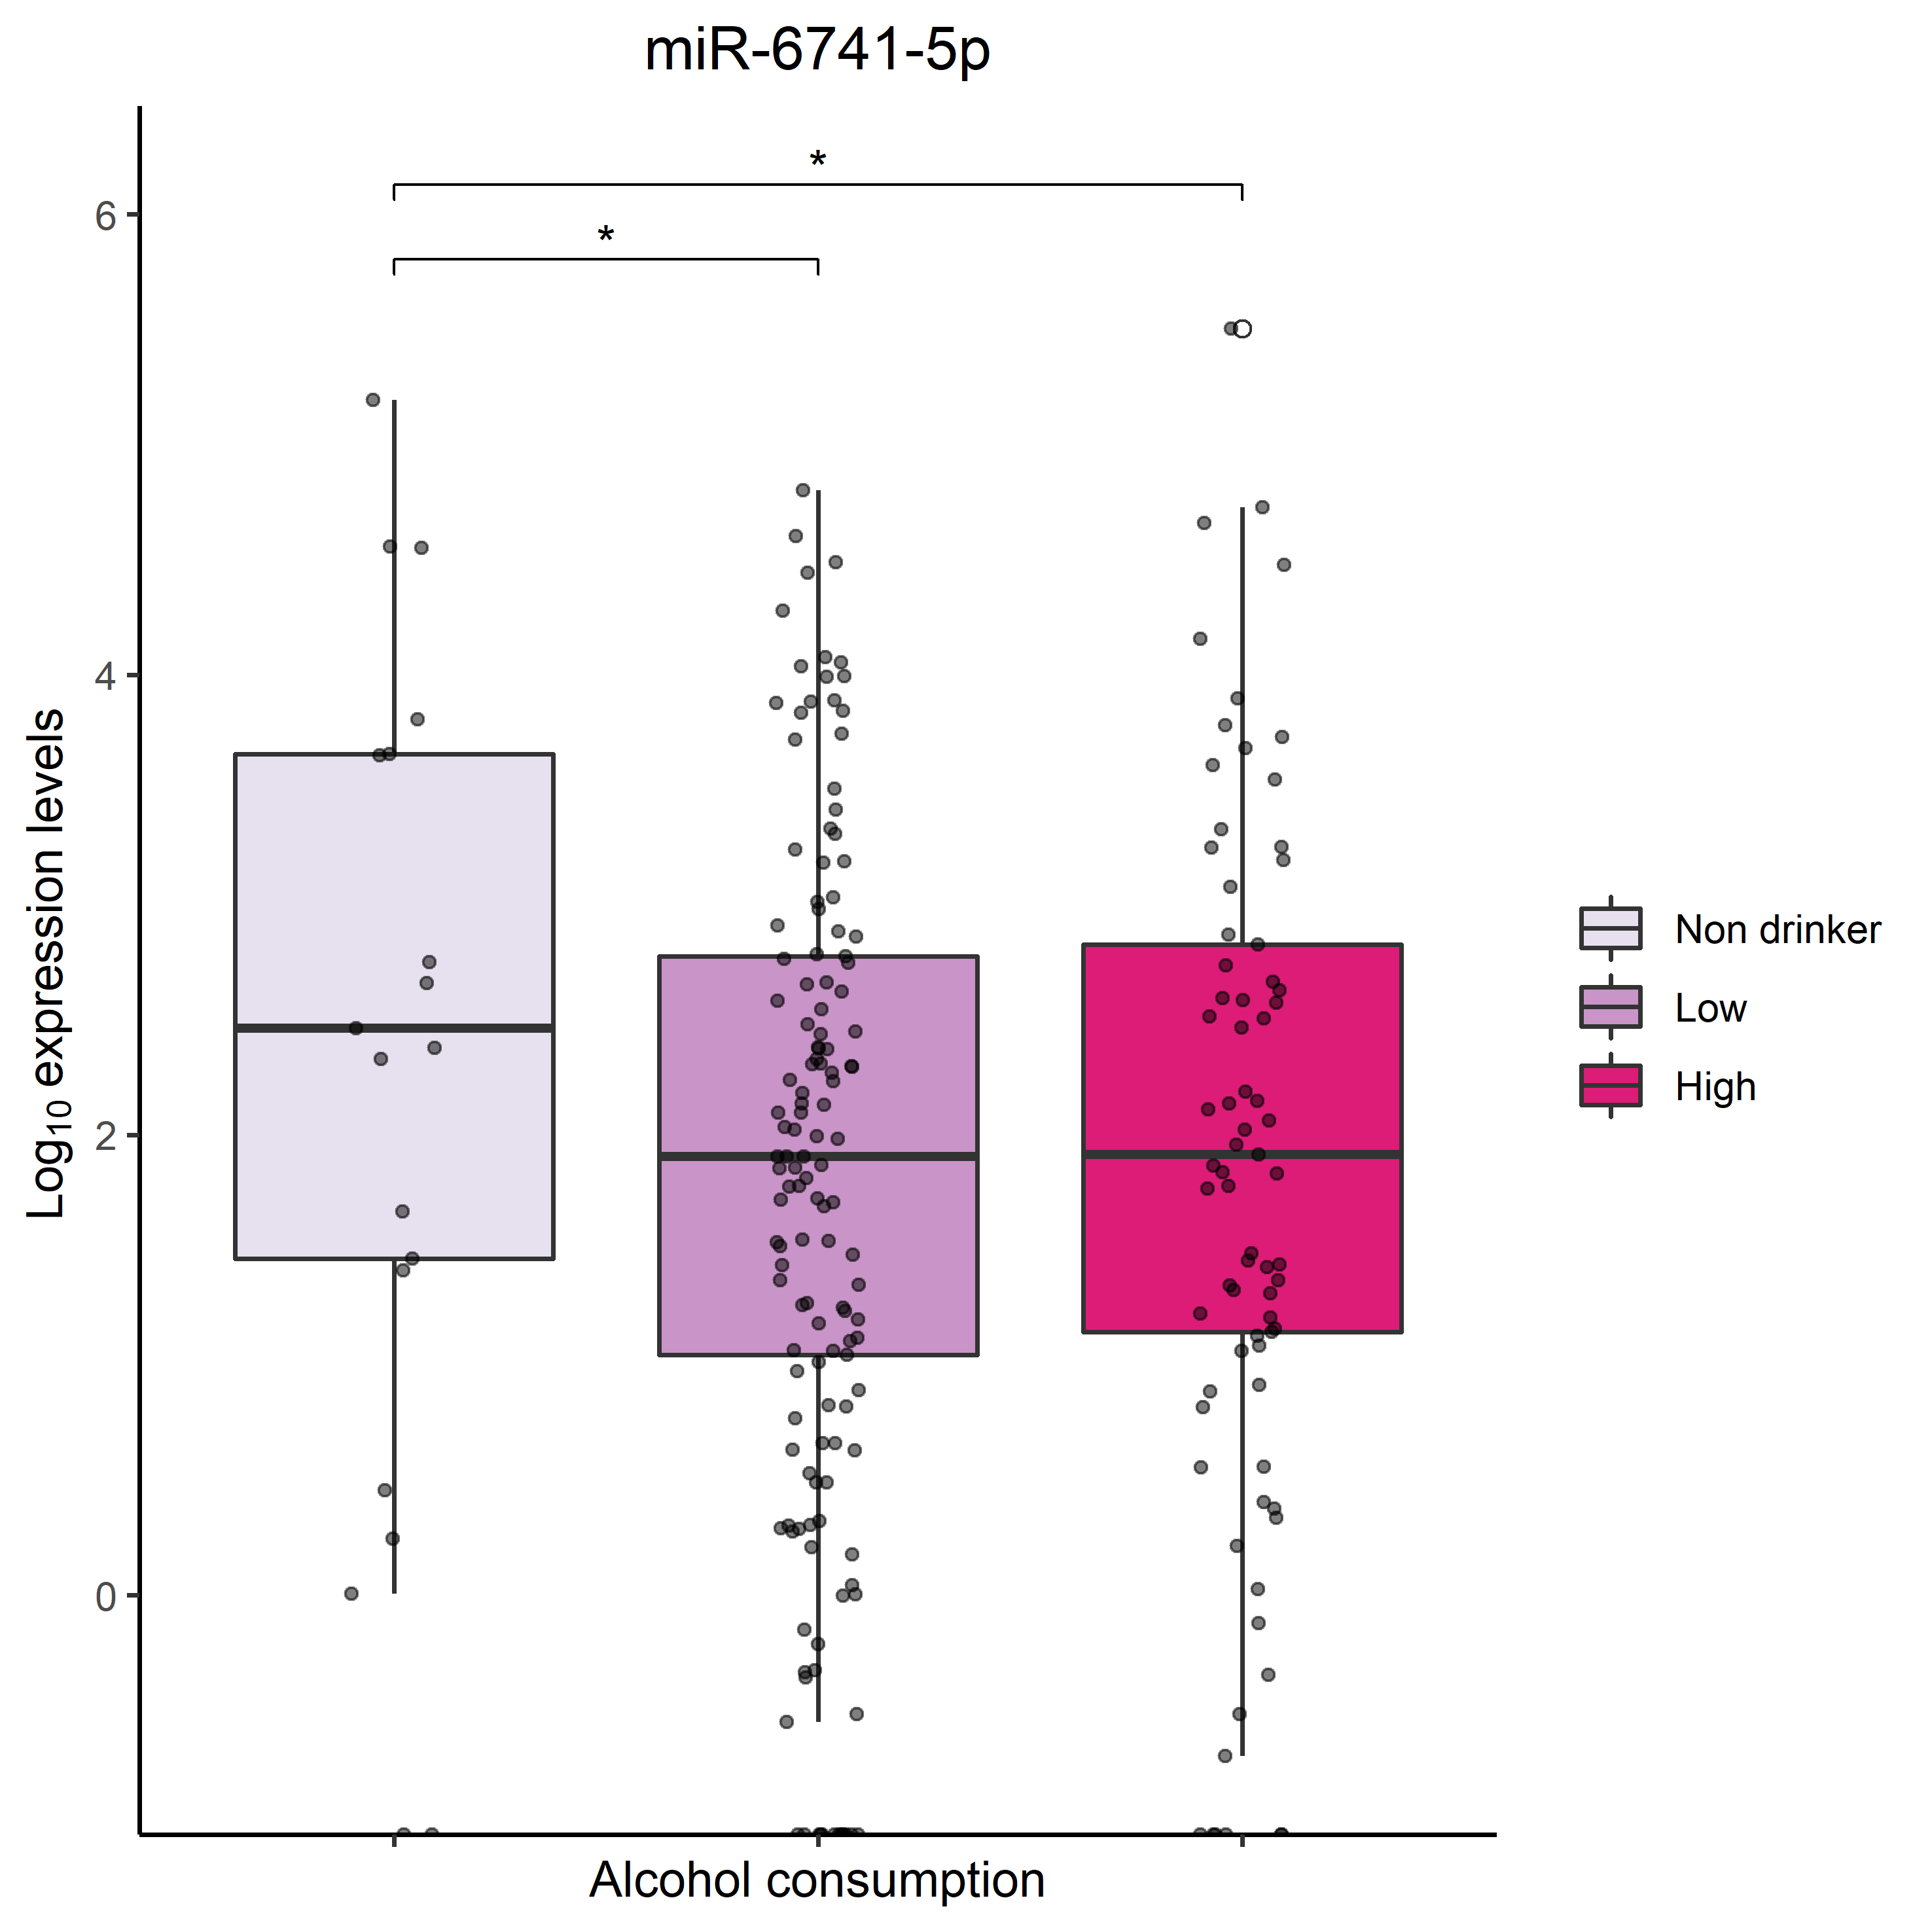 miR-6741-5p
*
*
6
4
2
0
Log₁₀ expression levels
Alcohol consumption
Non drinker
Low
High